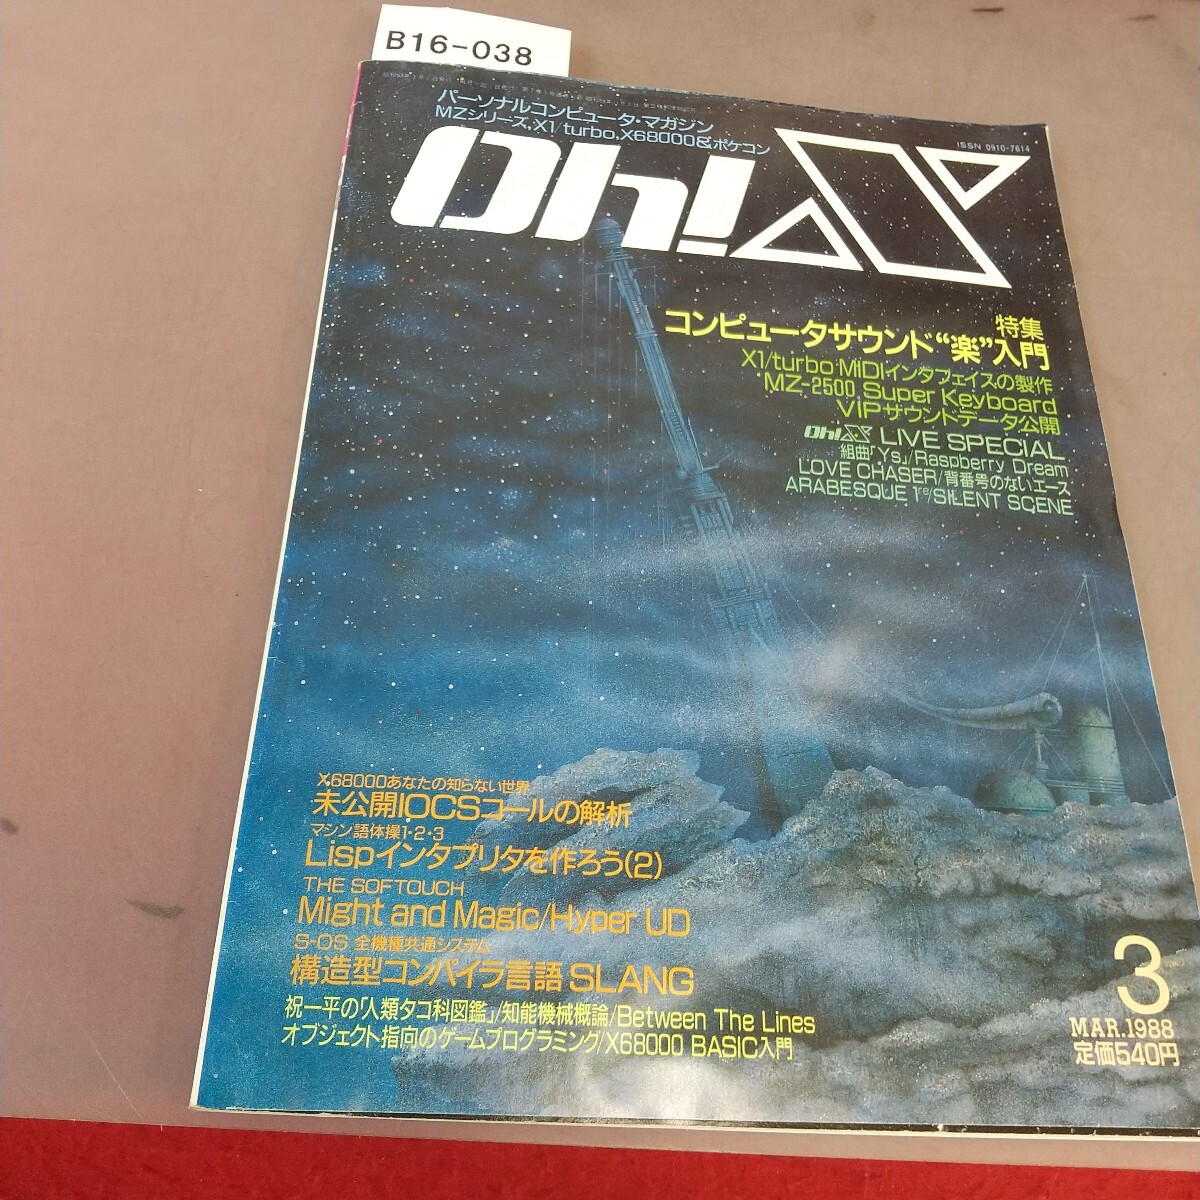 B16-038
パーソナルコンピュータ・マガジン
MZシリーズ,X1/turbo,X68000&ポケコン
Oh!X
ISSN 0910-7614
特集
コンピュータサウンド“楽”入門
X1/turbo MIDIインタフェイスの製作
MZ-2500 Super Keyboard
VIPサウンドデータ公開
Oh!X LIVE SPECIAL
組曲「Ys」/Raspberry Dream
LOVE CHASER/背番号のないエース
ARABESQUE 1re/SILENT SCENE
X68000あなたの知らない世界
未公開IOCSコールの解析
マシン語体操1・2・3
Lispインタプリタを作ろう(2)
THE SOFTOUCH
Might and Magic/Hyper UD
S-OS 全機種共通システム
構造型コンパイラ言語 SLANG
祝一平の「人類タコ科図鑑」/知能機械概論/Between The Lines
オブジェクト指向のゲームプログラミング/X68000 BASIC入門
3
MAR.1988
定価540円